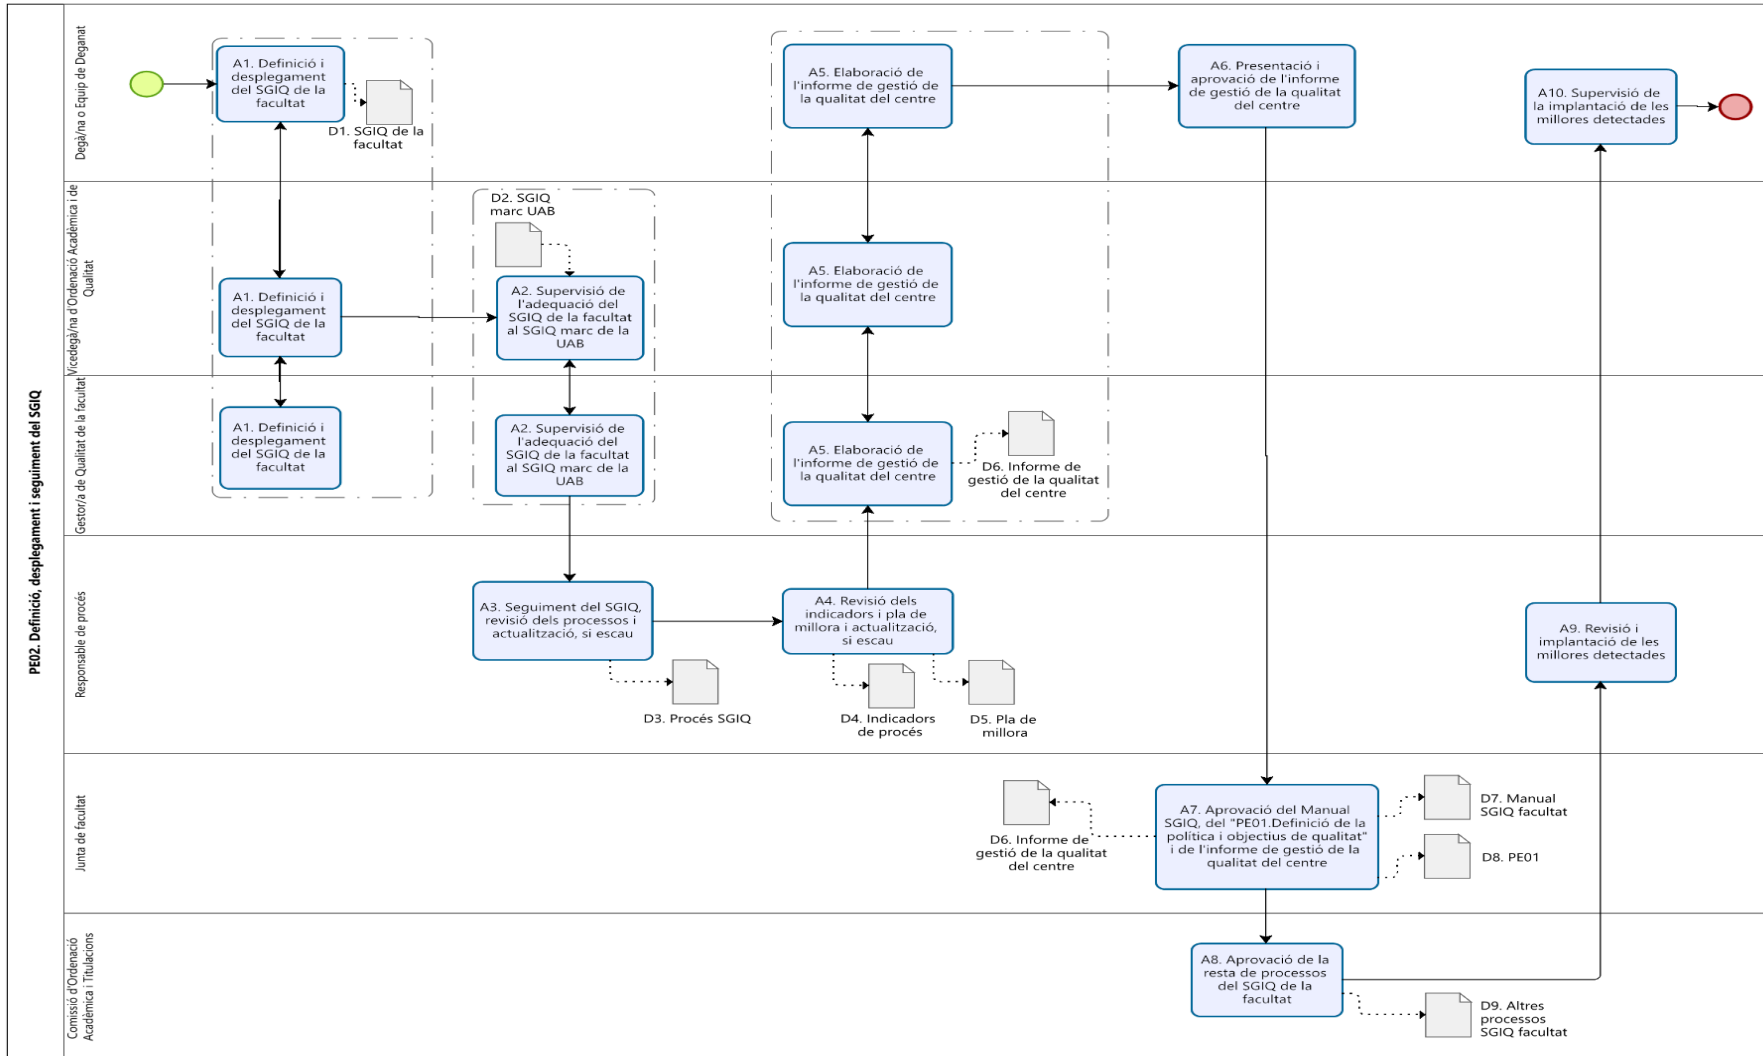 PE02. Definició, desplegament i seguiment del SGIQ
Degà/na o Equip de Deganat
A1. Definició i
desplegament
del SGIQ de la
facultat
D1. SGIQ de la
facultat
A5. Elaboració de
l'informe de gestió de
la qualitat del centre
A6. Presentació i
aprovació de l'informe
de gestió de la qualitat
del centre
A10. Supervisió de
la implantació de les
millores detectades
Vicedegà/na d'Ordenació Acadèmica i de
Qualitat
A1. Definició i
desplegament
del SGIQ de la
facultat
D2. SGIQ
marc UAB
A2. Supervisió de
l'adequació del
SGIQ de la facultat
al SGIQ marc de la
UAB
A5. Elaboració de
l'informe de gestió de
la qualitat del centre
Gestor/a de Qualitat de la facultat
A1. Definició i
desplegament
del SGIQ de la
facultat
A2. Supervisió de
l'adequació del
SGIQ de la facultat
al SGIQ marc de la
UAB
A5. Elaboració de
l'informe de gestió de
la qualitat del centre
D6. Informe de
gestió de la qualitat
del centre
Responsable de procés
A3. Seguiment del SGIQ,
revisió dels processos i
actualització, si escau
D3. Procés SGIQ
A4. Revisió dels
indicadors i pla de
millora i actualització,
si escau
D4. Indicadors
de procés
D5. Pla de
millora
A9. Revisió i
implantació de les
millores detectades
Junta de facultat
D6. Informe de
gestió de la qualitat
del centre
A7. Aprovació del Manual
SGIQ, del "PE01.Definició de la
política i objectius de qualitat"
i de l'informe de gestió de la
qualitat del centre
D7. Manual
SGIQ facultat
D8. PE01
Comissió d'Ordenació
Acadèmica i Titulacions
A8. Aprovació de la
resta de processos
del SGIQ de la
facultat
D9. Altres
processos
SGIQ facultat